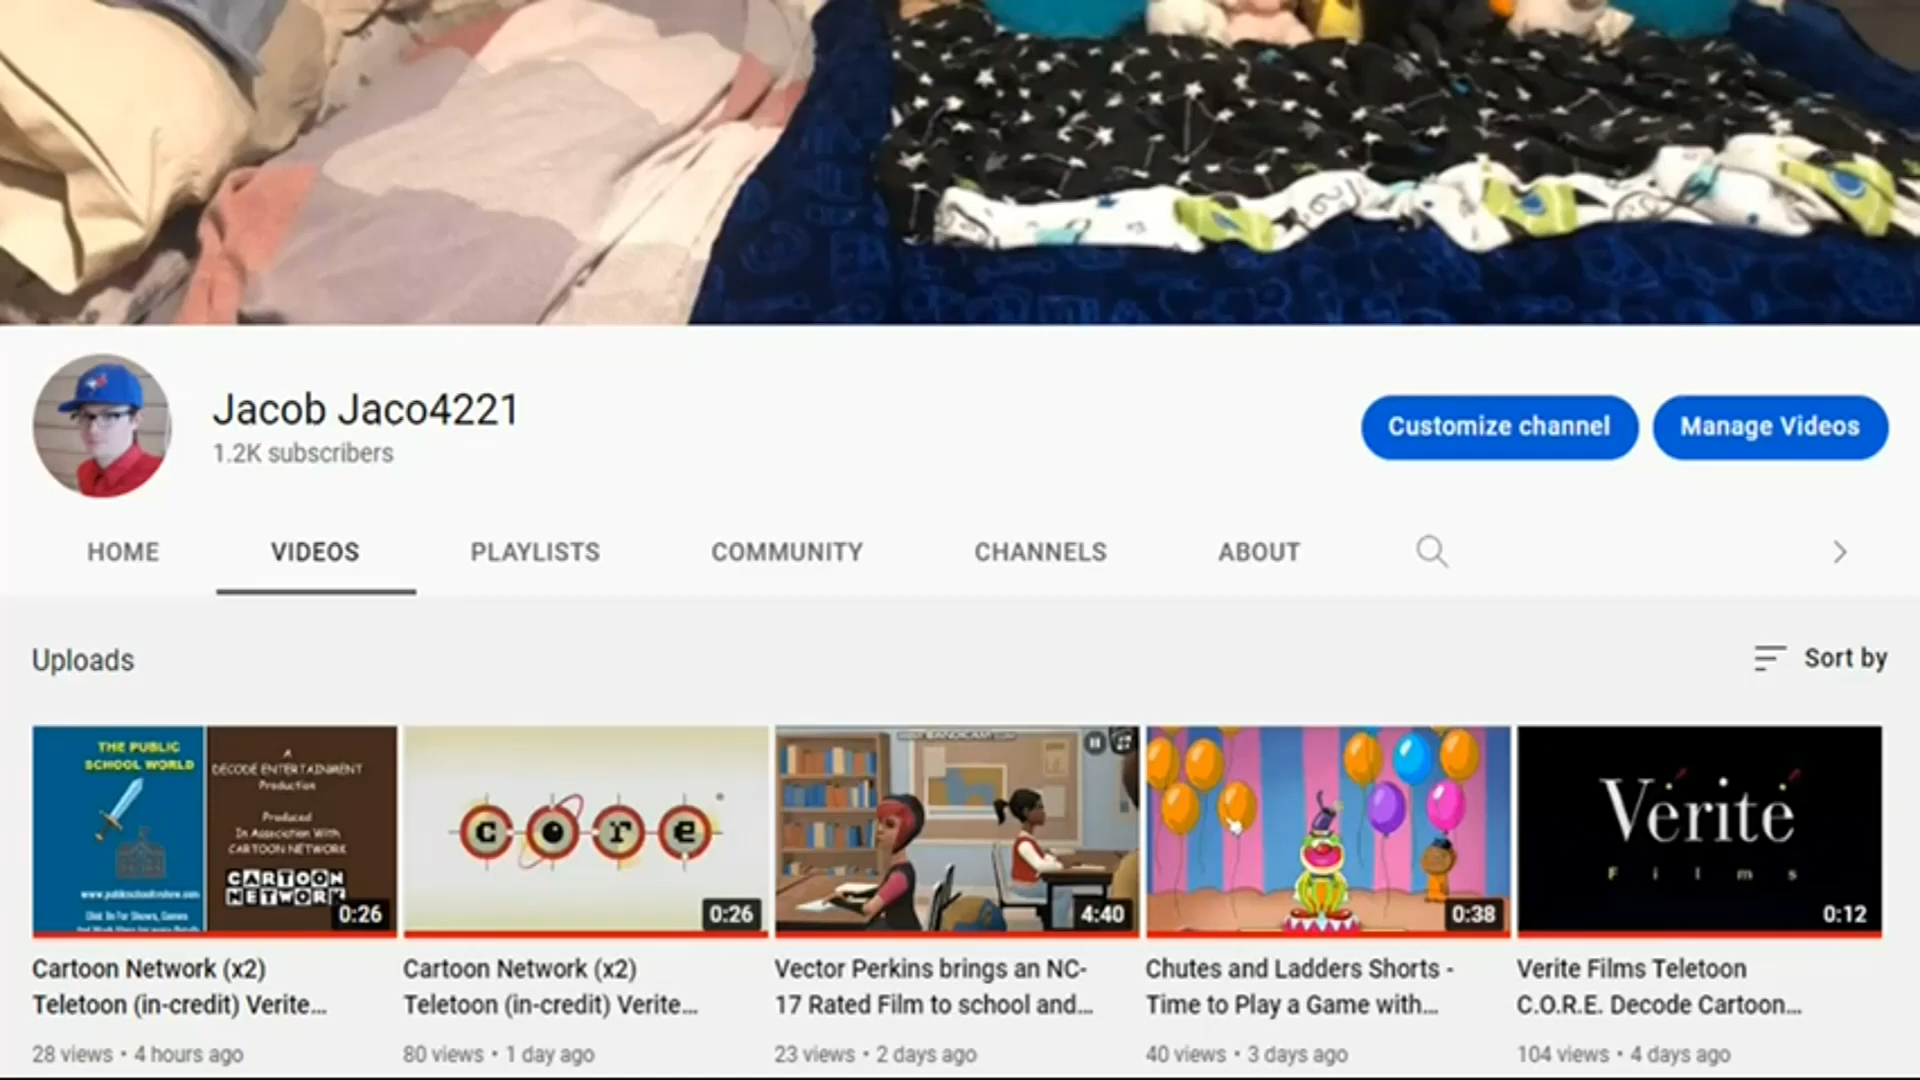 Jacob Jaco4221
1.2K subscribers
Customize channel
Manage Videos
HOME
VIDEOS
PLAYLISTS
COMMUNITY
CHANNELS
ABOUT
Uploads
Sort by
THE PUBLIC
SCHOOL WORLD
A
DECODE ENTERTAINMENT
Production
Produced
In Association With
CARTOON NETWORK
CARTOON
NETWORK
0:26
core
0:26
4:40
0:38
Vérité
Films
0:12
Cartoon Network (x2)
Teletoon (in-credit) Verite...
28 views • 4 hours ago
Cartoon Network (x2)
Teletoon (in-credit) Verite...
80 views • 1 day ago
Vector Perkins brings an NC-
17 Rated Film to school and...
23 views • 2 days ago
Chutes and Ladders Shorts -
Time to Play a Game with...
40 views • 3 days ago
Verite Films Teletoon
C.O.R.E. Decode Cartoon...
104 views • 4 days ago